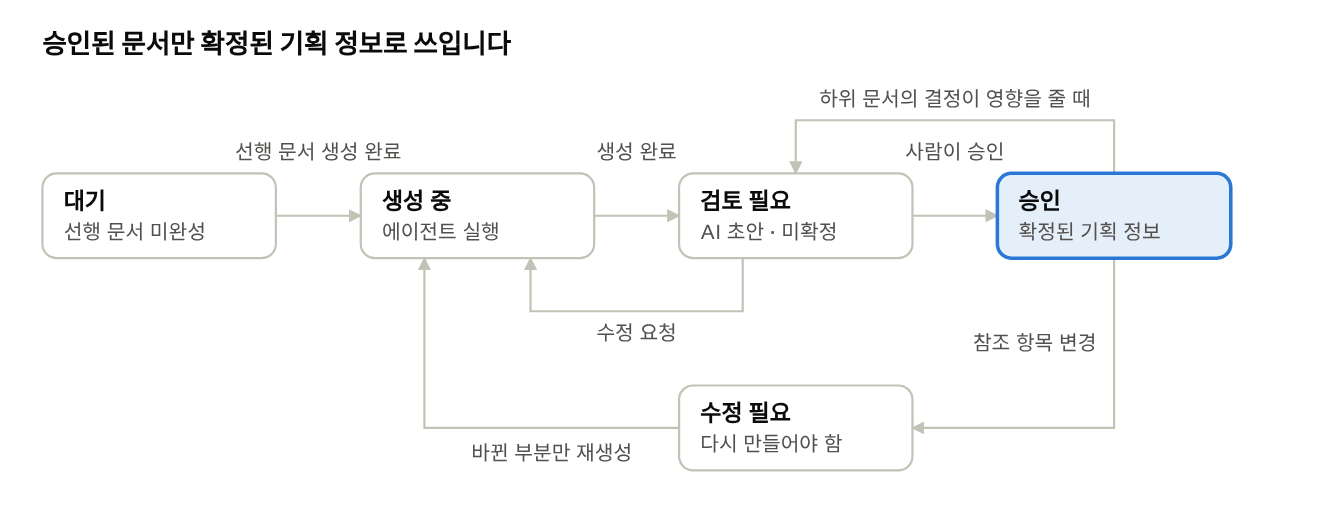 승인된 문서만 확정된 기획 정보로 쓰입니다
하위 문서의 결정이 영향을 줄 때
선행 문서 생성 완료
생성 완료
사람이 승인
대기
선행 문서 미완성
생성 중
에이전트 실행
검토 필요
AI 초안 · 미확정
승인
확정된 기획 정보
수정 요청
참조 항목 변경
수정 필요
다시 만들어야 함
바뀐 부분만 재생성